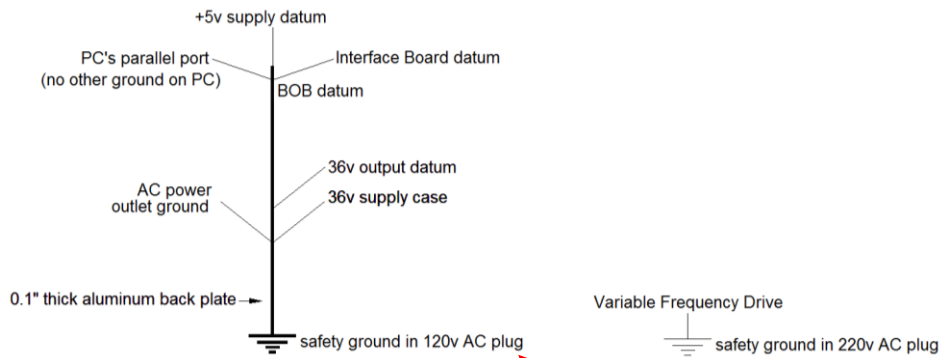 +5v supply datum
PC's parallel port
(no other ground on PC)
Interface Board datum
BOB datum
36v output datum
AC power
outlet ground
36v supply case
0.1" thick aluminum back plate
Variable Frequency Drive
safety ground in 120v AC plug
safety ground in 220v AC plug